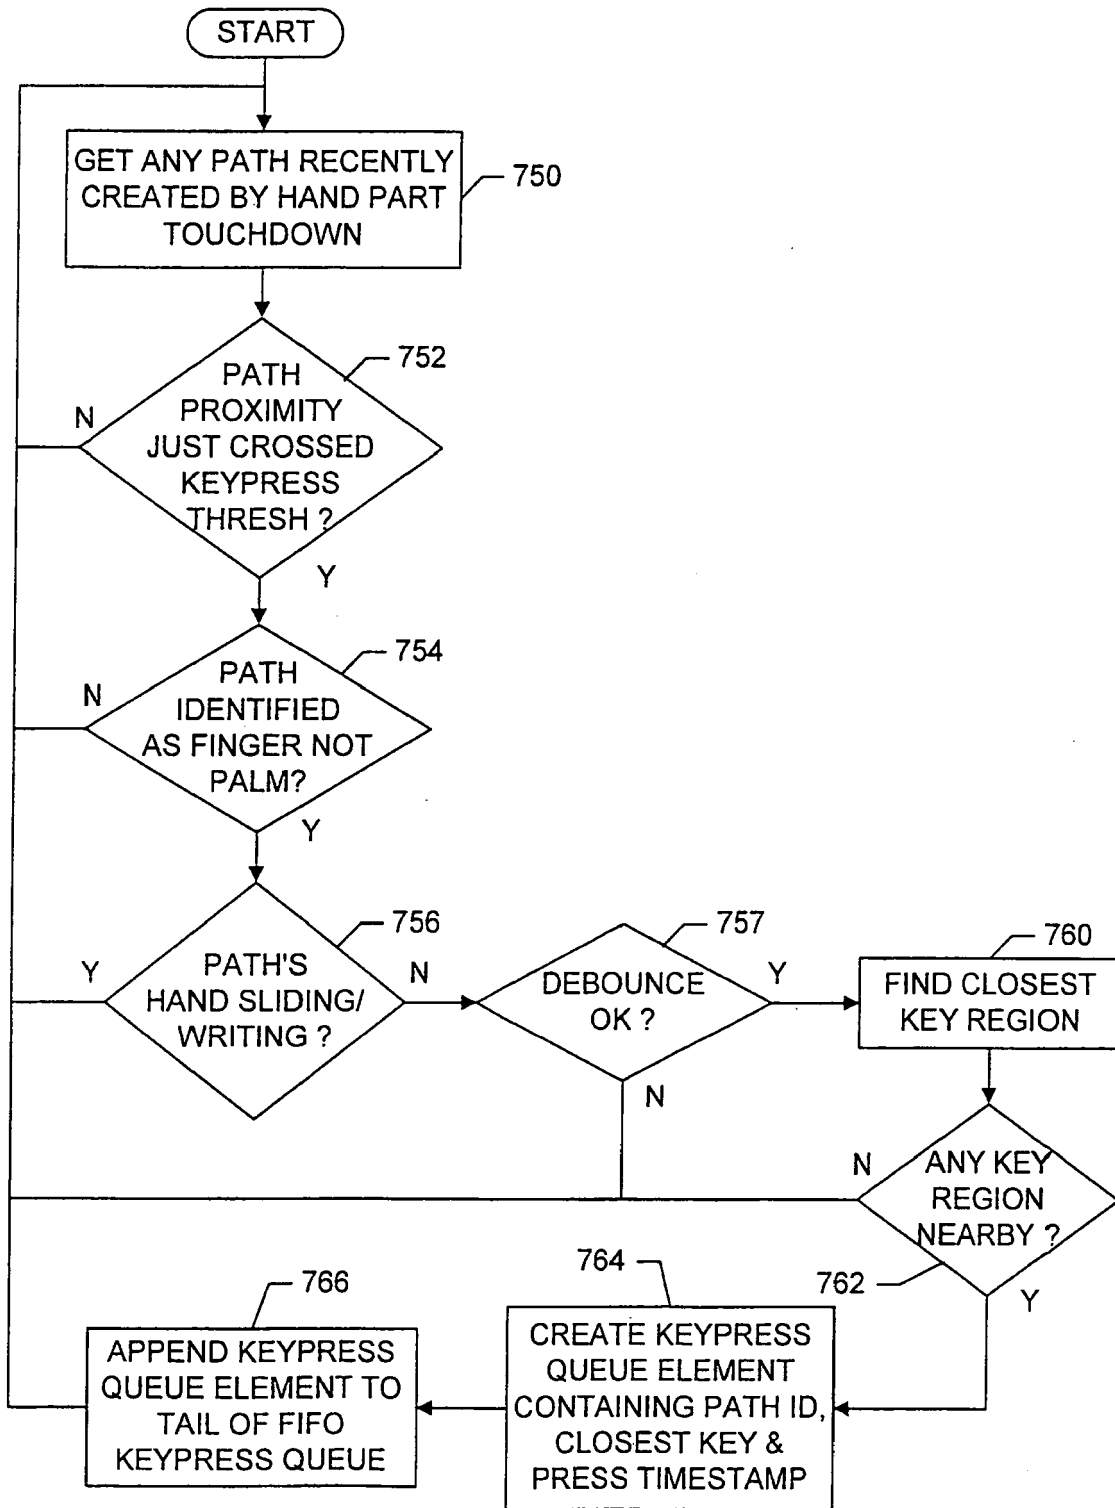 START
GET ANY PATH RECENTLY
CREATED BY HAND PART
TOUCHDOWN
750
752
PATH
PROXIMITY
JUST CROSSED
KEYPRESS
THRESH ?
N
Y
754
PATH
IDENTIFIED
AS FINGER NOT
PALM?
N
Y
756
PATH'S
HAND SLIDING/
WRITING ?
Y
N
757
DEBOUNCE
OK ?
Y
N
760
FIND CLOSEST
KEY REGION
ANY KEY
REGION
NEARBY ?
N
762
Y
764
CREATE KEYPRESS
QUEUE ELEMENT
CONTAINING PATH ID,
CLOSEST KEY &
PRESS TIMESTAMP
766
APPEND KEYPRESS
QUEUE ELEMENT TO
TAIL OF FIFO
KEYPRESS QUEUE